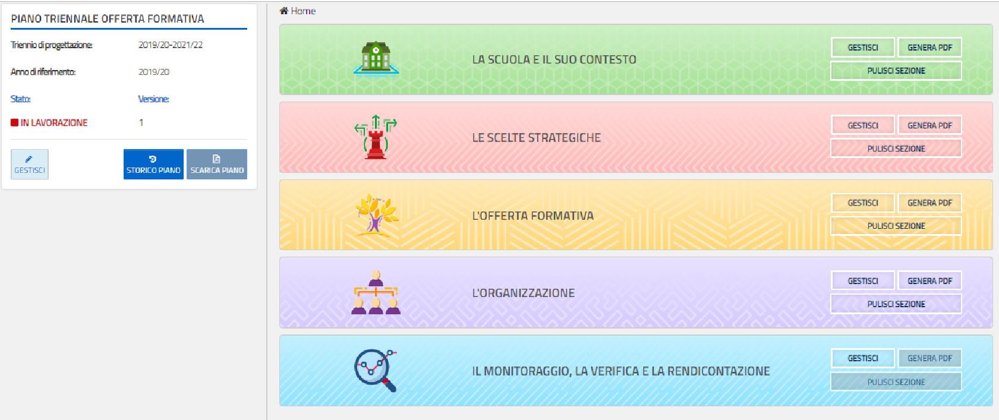 PIANO TRIENNALE OFFERTA FORMATIVA
Triennio di progettazione: 2019/20-2021/22
Anno di riferimento: 2019/20
Stato: Versione:
IN LAVORAZIONE 1
GESTISCI STORICO PIANO SCARICA PIANO
Home
LA SCUOLA E IL SUO CONTESTO
GESTISCI GENERA PDF
PULISCI SEZIONE
LE SCELTE STRATEGICHE
GESTISCI GENERA PDF
PULISCI SEZIONE
L'OFFERTA FORMATIVA
GESTISCI GENERA PDF
PULISCI SEZIONE
L'ORGANIZZAZIONE
GESTISCI GENERA PDF
PULISCI SEZIONE
IL MONITORAGGIO, LA VERIFICA E LA RENDICONTAZIONE
GESTISCI GENERA PDF
PULISCI SEZIONE